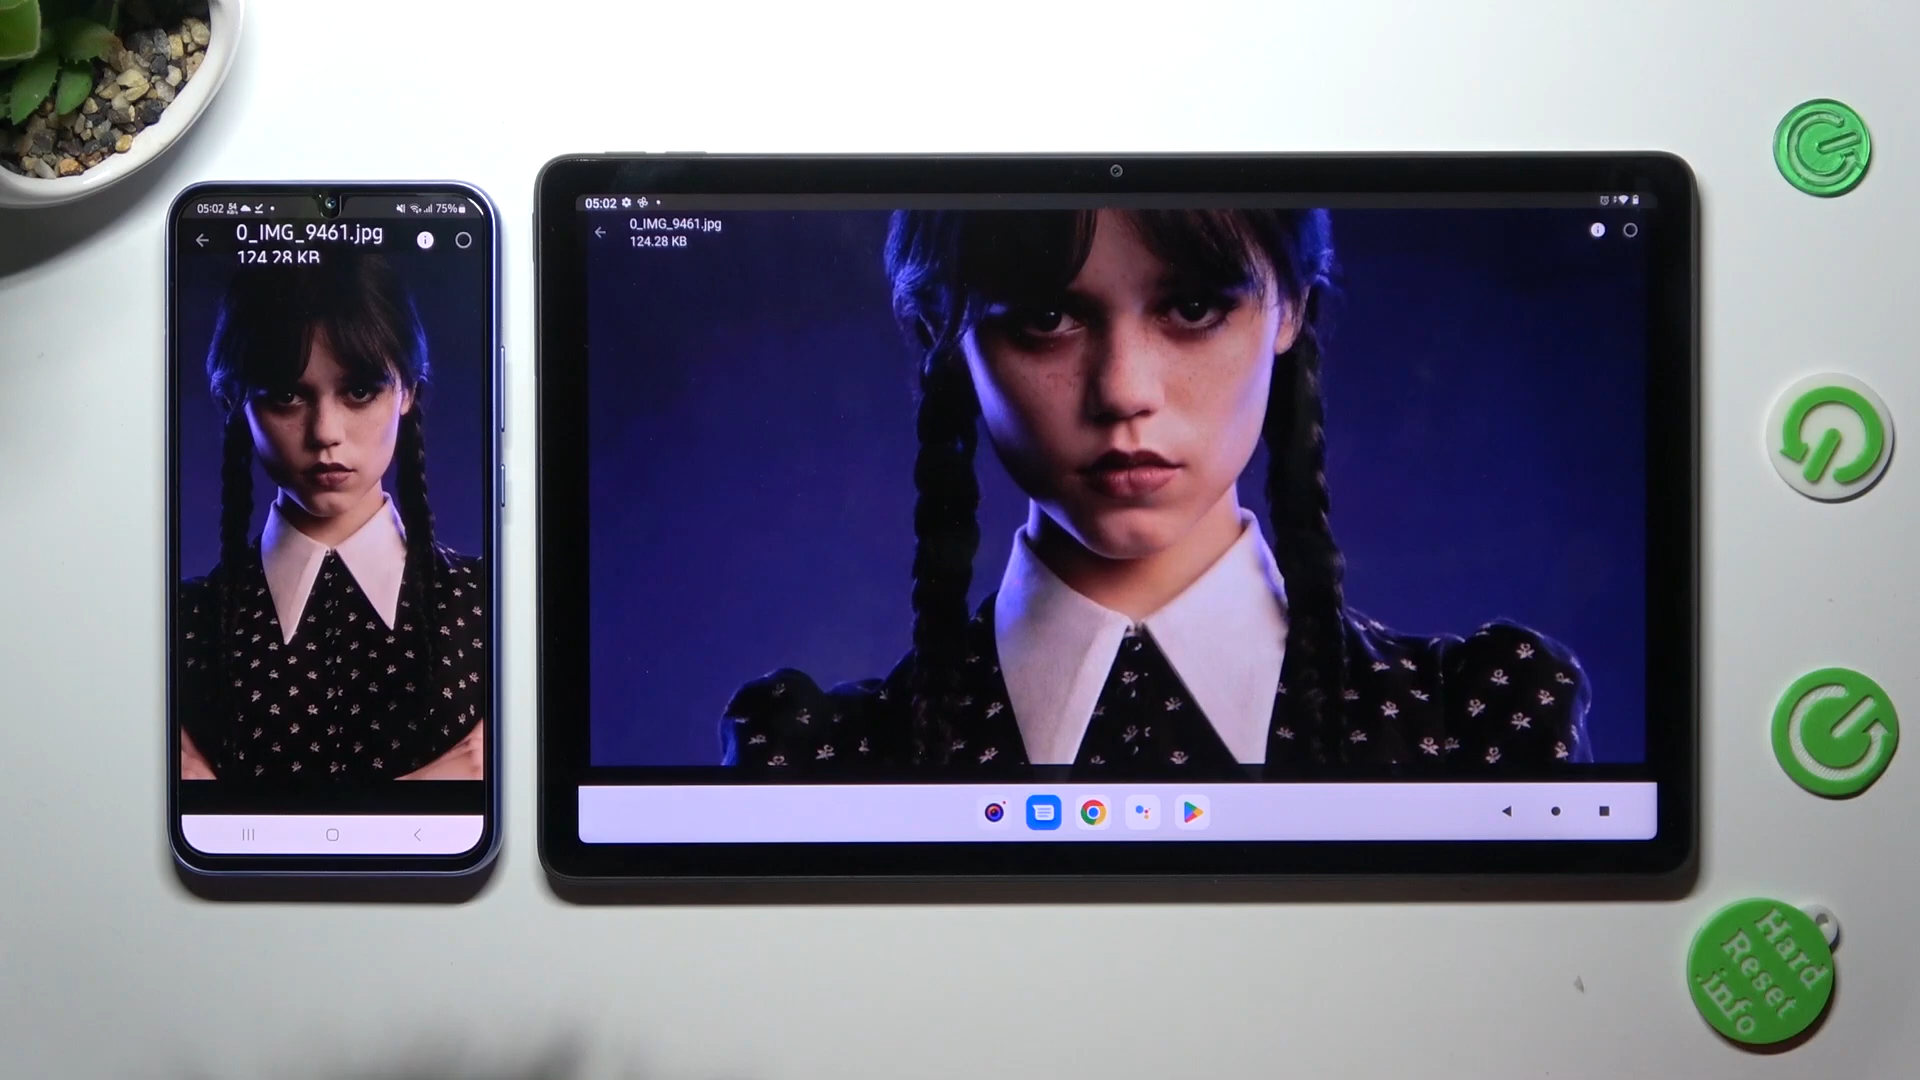 05:02
75%
0_IMG_9461.jpg
124.28 KB
05:02
0_IMG_9461.jpg
124.28 KB
Hard
Reset
.info